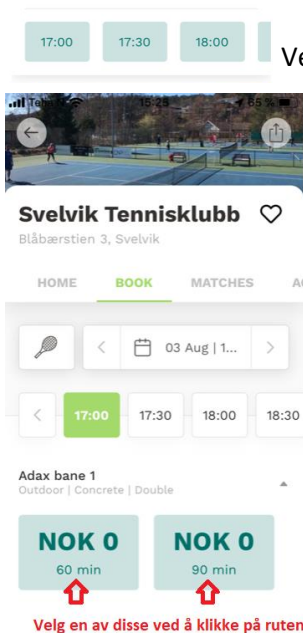 17:00 17:30 18:00
Ve
15:25 65 %
Svelvik Tennisklubb
Blåbærstien 3, Svelvik
HOME BOOK MATCHES A
03 Aug | 1...
17:00 17:30 18:00 18:30
Adax bane 1
Outdoor | Concrete | Double
NOK 0 NOK 0
60 min 90 min
Velg en av disse ved å klikke på ruten